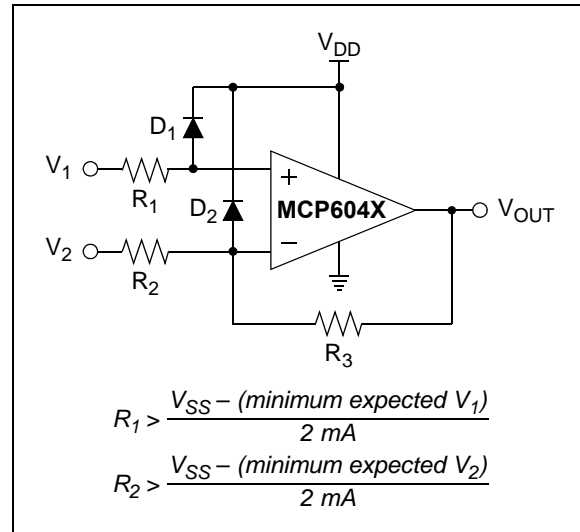 V_DD
D_1
V_1
R_1
+
MCP604X
V_OUT
D_2
V_2
R_2
–
R_3
R_1 > V_SS – (minimum expected V_1) / 2 mA
R_2 > V_SS – (minimum expected V_2) / 2 mA